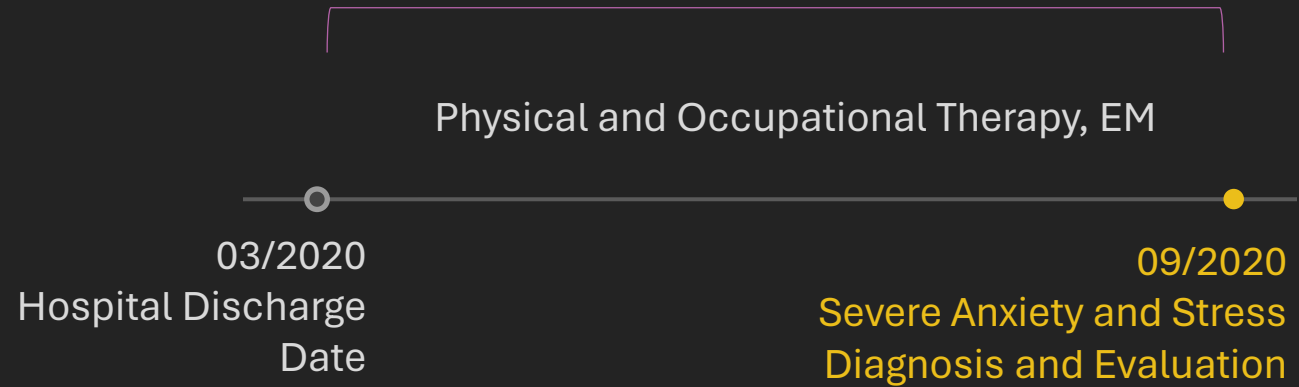 Physical and Occupational Therapy, EM
03/2020
Hospital Discharge
Date
09/2020
Severe Anxiety and Stress
Diagnosis and Evaluation